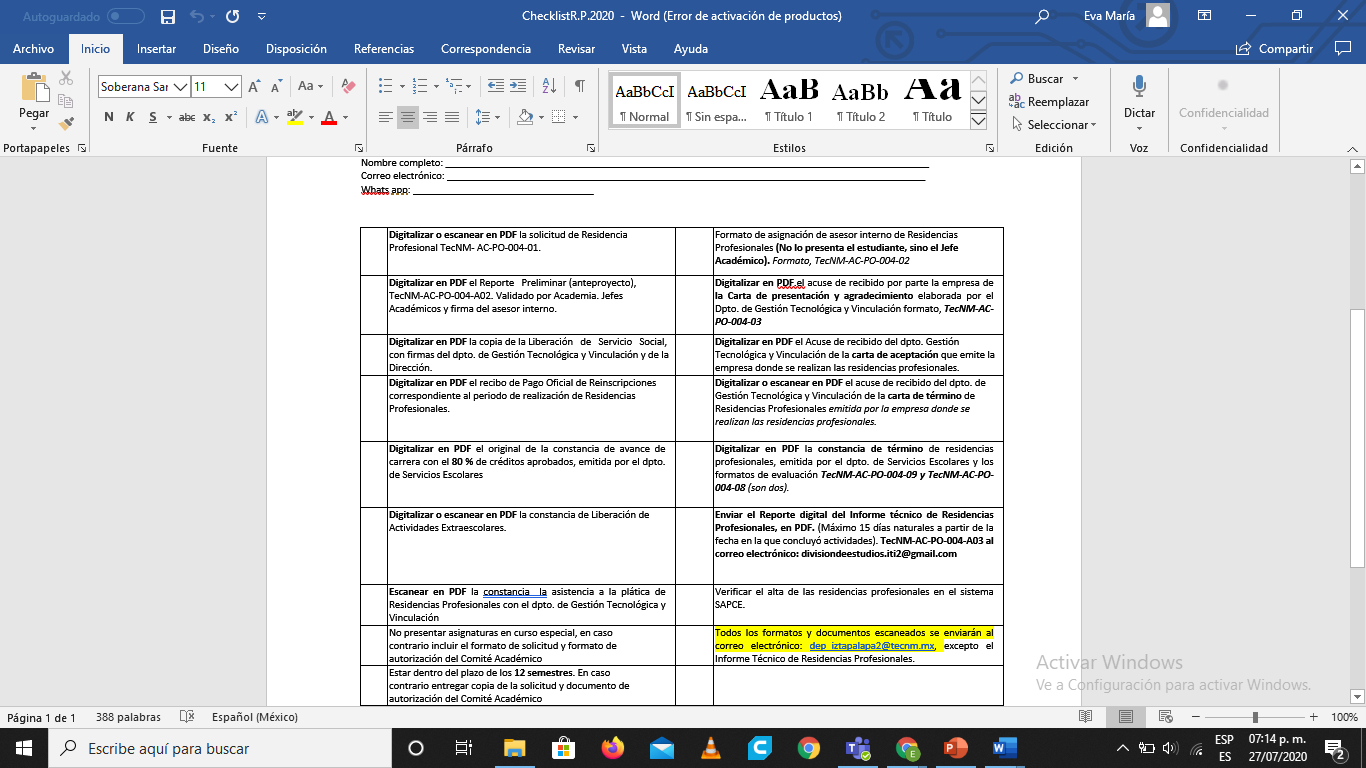 Autoguardado
ChecklistR.P.2020 - Word (Error de activación de productos)
Eva María
Archivo
Inicio
Insertar
Diseño
Disposición
Referencias
Correspondencia
Revisar
Vista
Ayuda
Compartir
Pegar
Portapapeles
Soberana Sar
11
N K S abc x₂ x²
Fuente
Párrafo
AaBbCcI
¶ Normal
AaBbCcI
¶ Sin espa...
AaB
¶ Título 1
AaBb
¶ Título 2
Aa
¶ Título
Estilos
Buscar
Reemplazar
Seleccionar
Edición
Dictar
Voz
Confidencialidad
Confidencialidad
Nombre completo:
Correo electrónico:
Whats app:
Digitalizar o escanear en PDF la solicitud de Residencia
Profesional TecNM- AC-PO-004-01.
Formato de asignación de asesor interno de Residencias
Profesionales (No lo presenta el estudiante, sino el Jefe
Académico). Formato, TecNM-AC-PO-004-02
Digitalizar en PDF el Reporte Preliminar (anteproyecto),
TecNM-AC-PO-004-A02. Validado por Academia. Jefes
Académicos y firma del asesor interno.
Digitalizar en PDF el acuse de recibido por parte la empresa de
la Carta de presentación y agradecimiento elaborada por el
Dpto. de Gestión Tecnológica y Vinculación formato, TecNM-AC-
PO-004-03
Digitalizar en PDF la copia de la Liberación de Servicio Social,
con firmas del dpto. de Gestión Tecnológica y Vinculación y de la
Dirección.
Digitalizar en PDF el Acuse de recibido del dpto. Gestión
Tecnológica y Vinculación de la carta de aceptación que emite la
empresa donde se realizan las residencias profesionales.
Digitalizar en PDF el recibo de Pago Oficial de Reinscripciones
correspondiente al periodo de realización de Residencias
Profesionales.
Digitalizar o escanear en PDF el acuse de recibido del dpto. de
Gestión Tecnológica y Vinculación de la carta de término de
Residencias Profesionales emitida por la empresa donde se
realizan las residencias profesionales.
Digitalizar en PDF el original de la constancia de avance de
carrera con el 80 % de créditos aprobados, emitida por el dpto.
de Servicios Escolares
Digitalizar en PDF la constancia de término de residencias
profesionales, emitida por el dpto. de Servicios Escolares y los
formatos de evaluación TecNM-AC-PO-004-09 y TecNM-AC-PO-
004-08 (son dos).
Digitalizar o escanear en PDF la constancia de Liberación de
Actividades Extraescolares.
Enviar el Reporte digital del Informe técnico de Residencias
Profesionales, en PDF. (Máximo 15 días naturales a partir de la
fecha en la que concluyó actividades). TecNM-AC-PO-004-A03 al
correo electrónico: divisiondeestudios.iti2@gmail.com
Escanear en PDF la constancia la asistencia a la plática de
Residencias Profesionales con el dpto. de Gestión Tecnológica y
Vinculación
Verificar el alta de las residencias profesionales en el sistema
SAPCE.
No presentar asignaturas en curso especial, en caso
contrario incluir el formato de solicitud y formato de
autorización del Comité Académico
Todos los formatos y documentos escaneados se enviarán al
correo electrónico: dep_iztapalapa2@tecnm.mx, excepto el
Informe Técnico de Residencias Profesionales.
Estar dentro del plazo de los 12 semestres. En caso
contrario entregar copia de la solicitud y documento de
autorización del Comité Académico
Activar Windows
Ve a Configuración para activar Windows.
Página 1 de 1
388 palabras
Español (México)
100%
Escribe aquí para buscar
ESP
ES
07:14 p. m.
27/07/2020
2